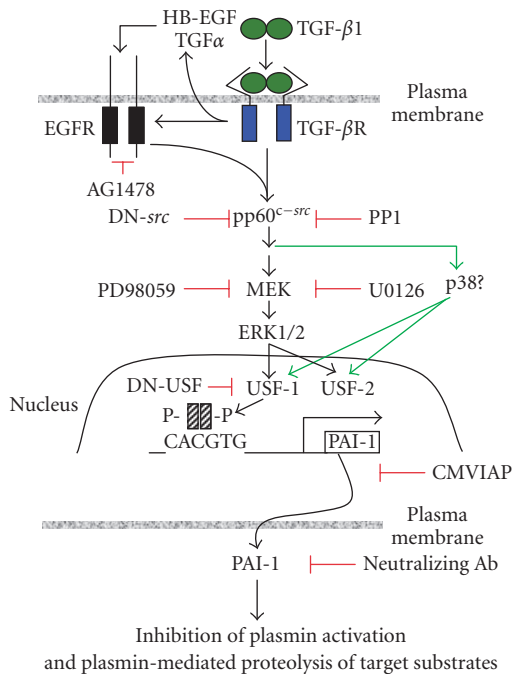 HB-EGF
TGFα
TGF-β1
Plasma
membrane
EGFR
TGF-βR
AG1478
DN-src
pp60c−src
PP1
PD98059
MEK
U0126
p38?
ERK1/2
Nucleus
DN-USF
USF-1
USF-2
P-
-P
CACGTG
PAI-1
CMVIAP
Plasma
membrane
PAI-1
Neutralizing Ab
Inhibition of plasmin activation
and plasmin-mediated proteolysis of target substrates